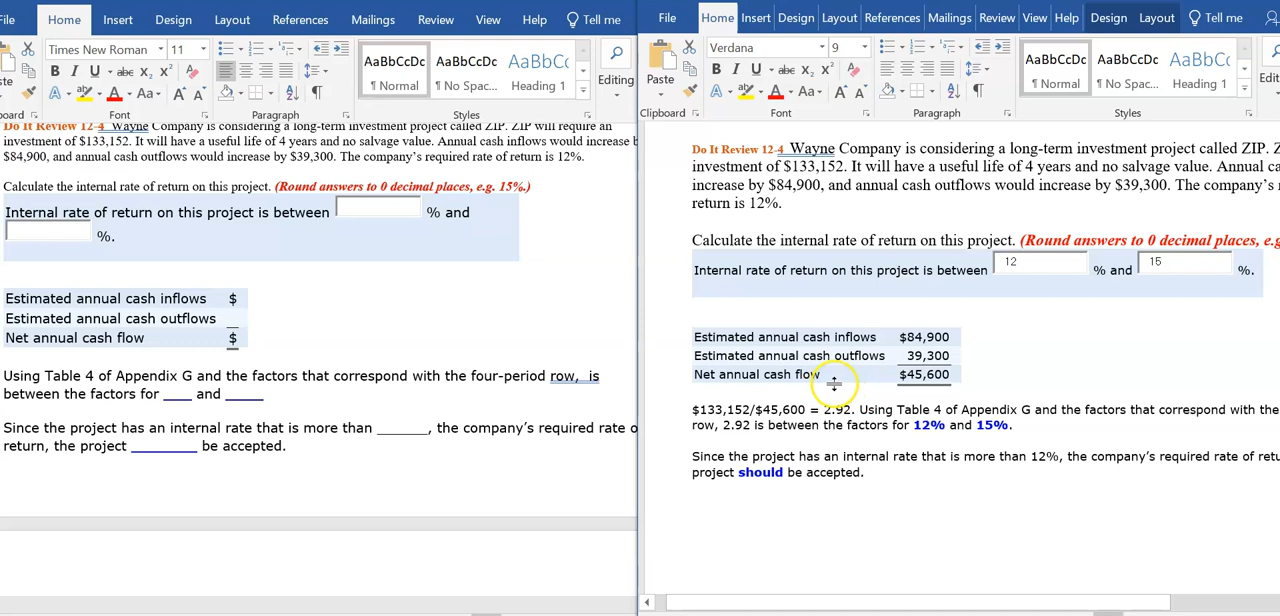 File Home Insert Design Layout References Mailings Review View Help Tell me
Times New Roman 11
B I U abc X₂ X²
A A Aa A A
AaBbCcDc AaBbCcDc AaBbC
¶ Normal ¶ No Spac... Heading 1
Editing
Font Paragraph Styles
Do It Review 12-4 Wayne Company is considering a long-term investment project called ZIP. ZIP will require an
investment of $133,152. It will have a useful life of 4 years and no salvage value. Annual cash inflows would increase b
$84,900, and annual cash outflows would increase by $39,300. The company's required rate of return is 12%.
Calculate the internal rate of return on this project. (Round answers to 0 decimal places, e.g. 15%.)
Internal rate of return on this project is between % and
%.
Estimated annual cash inflows $
Estimated annual cash outflows
Net annual cash flow $
Using Table 4 of Appendix G and the factors that correspond with the four-period row, is
between the factors for ____ and ______
Since the project has an internal rate that is more than _______, the company's required rate o
return, the project _________ be accepted.
File Home Insert Design Layout References Mailings Review View Help Design Layout Tell me
Paste
Verdana 9
B I U abc X₂ X²
A A Aa A A
AaBbCcDc AaBbCcDc AaBbCc
¶ Normal ¶ No Spac... Heading 1
Clipboard Font Paragraph Styles
Do It Review 12-4 Wayne Company is considering a long-term investment project called ZIP. Z
investment of $133,152. It will have a useful life of 4 years and no salvage value. Annual ca
increase by $84,900, and annual cash outflows would increase by $39,300. The company's
return is 12%.
Calculate the internal rate of return on this project. (Round answers to 0 decimal places, e.g
Internal rate of return on this project is between 12 % and 15 %.
Estimated annual cash inflows $84,900
Estimated annual cash outflows 39,300
Net annual cash flow $45,600
$133,152/$45,600 = 2.92. Using Table 4 of Appendix G and the factors that correspond with the
row, 2.92 is between the factors for 12% and 15%.
Since the project has an internal rate that is more than 12%, the company's required rate of retu
project should be accepted.